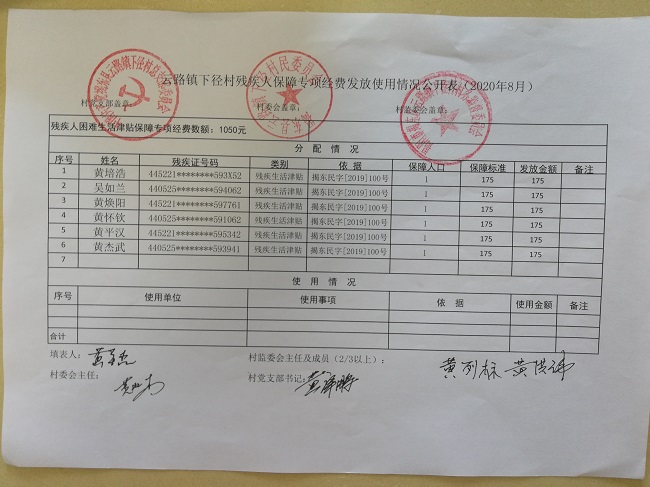 云路镇下径村残疾人保障专项经费发放使用情况公开表（2020年8月）
村党支部盖章： 村委会盖章： 村监委会盖章：
残疾人困难生活津贴保障专项经费数额：1050元
分 配 情 况
序号 姓名 残疾证号码 类别 依 据 保障人口 保障标准 发放金额 备注
1 黄培浩 445221********593X52 残疾生活津贴 揭东民字[2019]100号 1 175 175
2 吴如兰 440525********594062 残疾生活津贴 揭东民字[2019]100号 1 175 175
3 黄焕阳 445221********597761 残疾生活津贴 揭东民字[2019]100号 1 175 175
4 黄怀钦 440525********591062 残疾生活津贴 揭东民字[2019]100号 1 175 175
5 黄平汉 445221********595342 残疾生活津贴 揭东民字[2019]100号 1 175 175
6 黄杰武 440525********593941 残疾生活津贴 揭东民字[2019]100号 1 175 175
7
使 用 情 况
序号 使用单位 使用事项 依 据 使用金额 备注
合计
填表人： 村监委会主任及成员（2/3以上）： 黄列标
村委会主任： 村党支部书记：